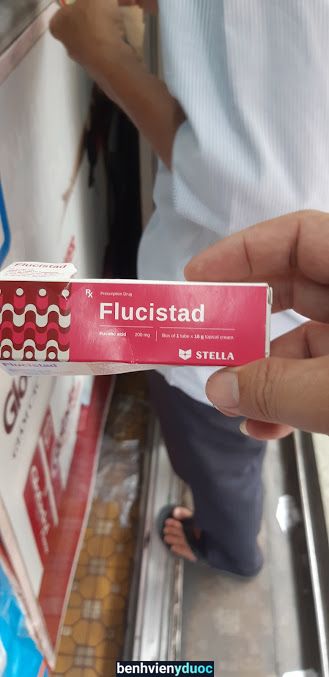 Flucistad
Rx Prescription Drug
Flucistad
Fusidic acid 200 mg
Box of 1 tube x 10 g topical cream
STELLA
Flucistad
benhvienyduoc